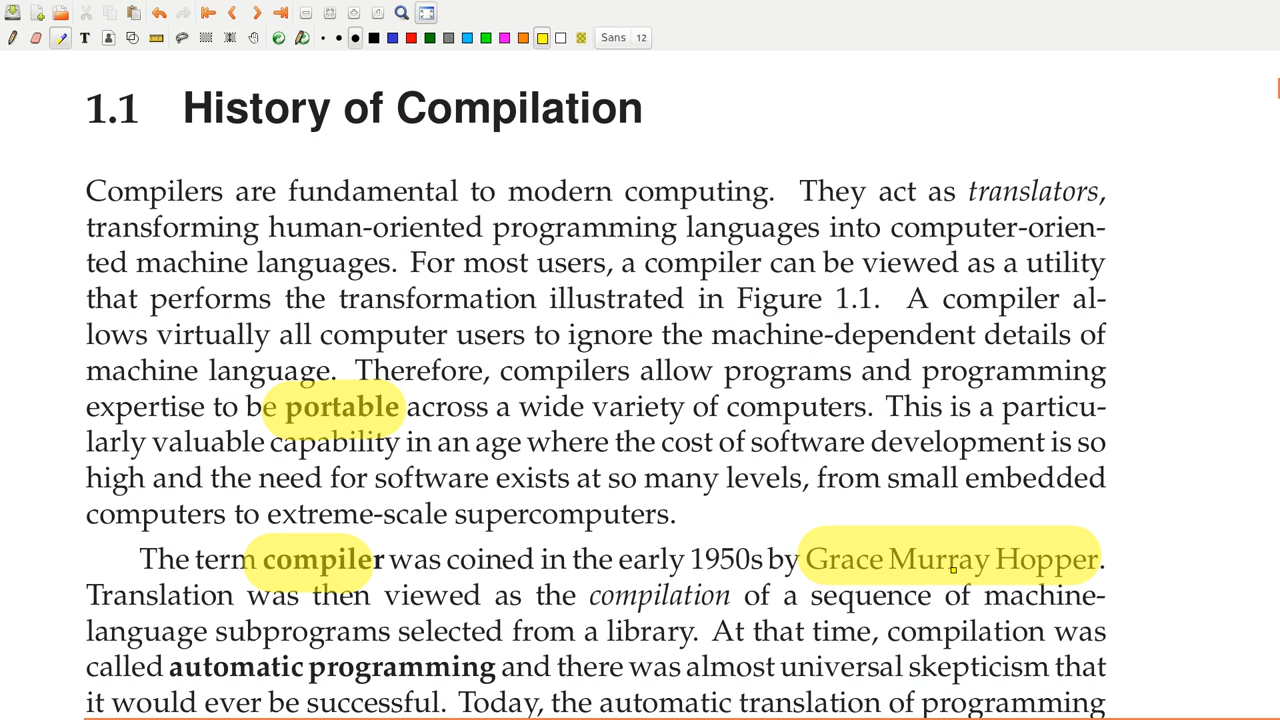 Sans 12
1.1 History of Compilation
Compilers are fundamental to modern computing. They act as translators,
transforming human-oriented programming languages into computer-orien-
ted machine languages. For most users, a compiler can be viewed as a utility
that performs the transformation illustrated in Figure 1.1. A compiler al-
lows virtually all computer users to ignore the machine-dependent details of
machine language. Therefore, compilers allow programs and programming
expertise to be portable across a wide variety of computers. This is a particu-
larly valuable capability in an age where the cost of software development is so
high and the need for software exists at so many levels, from small embedded
computers to extreme-scale supercomputers.
The term compiler was coined in the early 1950s by Grace Murray Hopper.
Translation was then viewed as the compilation of a sequence of machine-
language subprograms selected from a library. At that time, compilation was
called automatic programming and there was almost universal skepticism that
it would ever be successful. Today, the automatic translation of programming